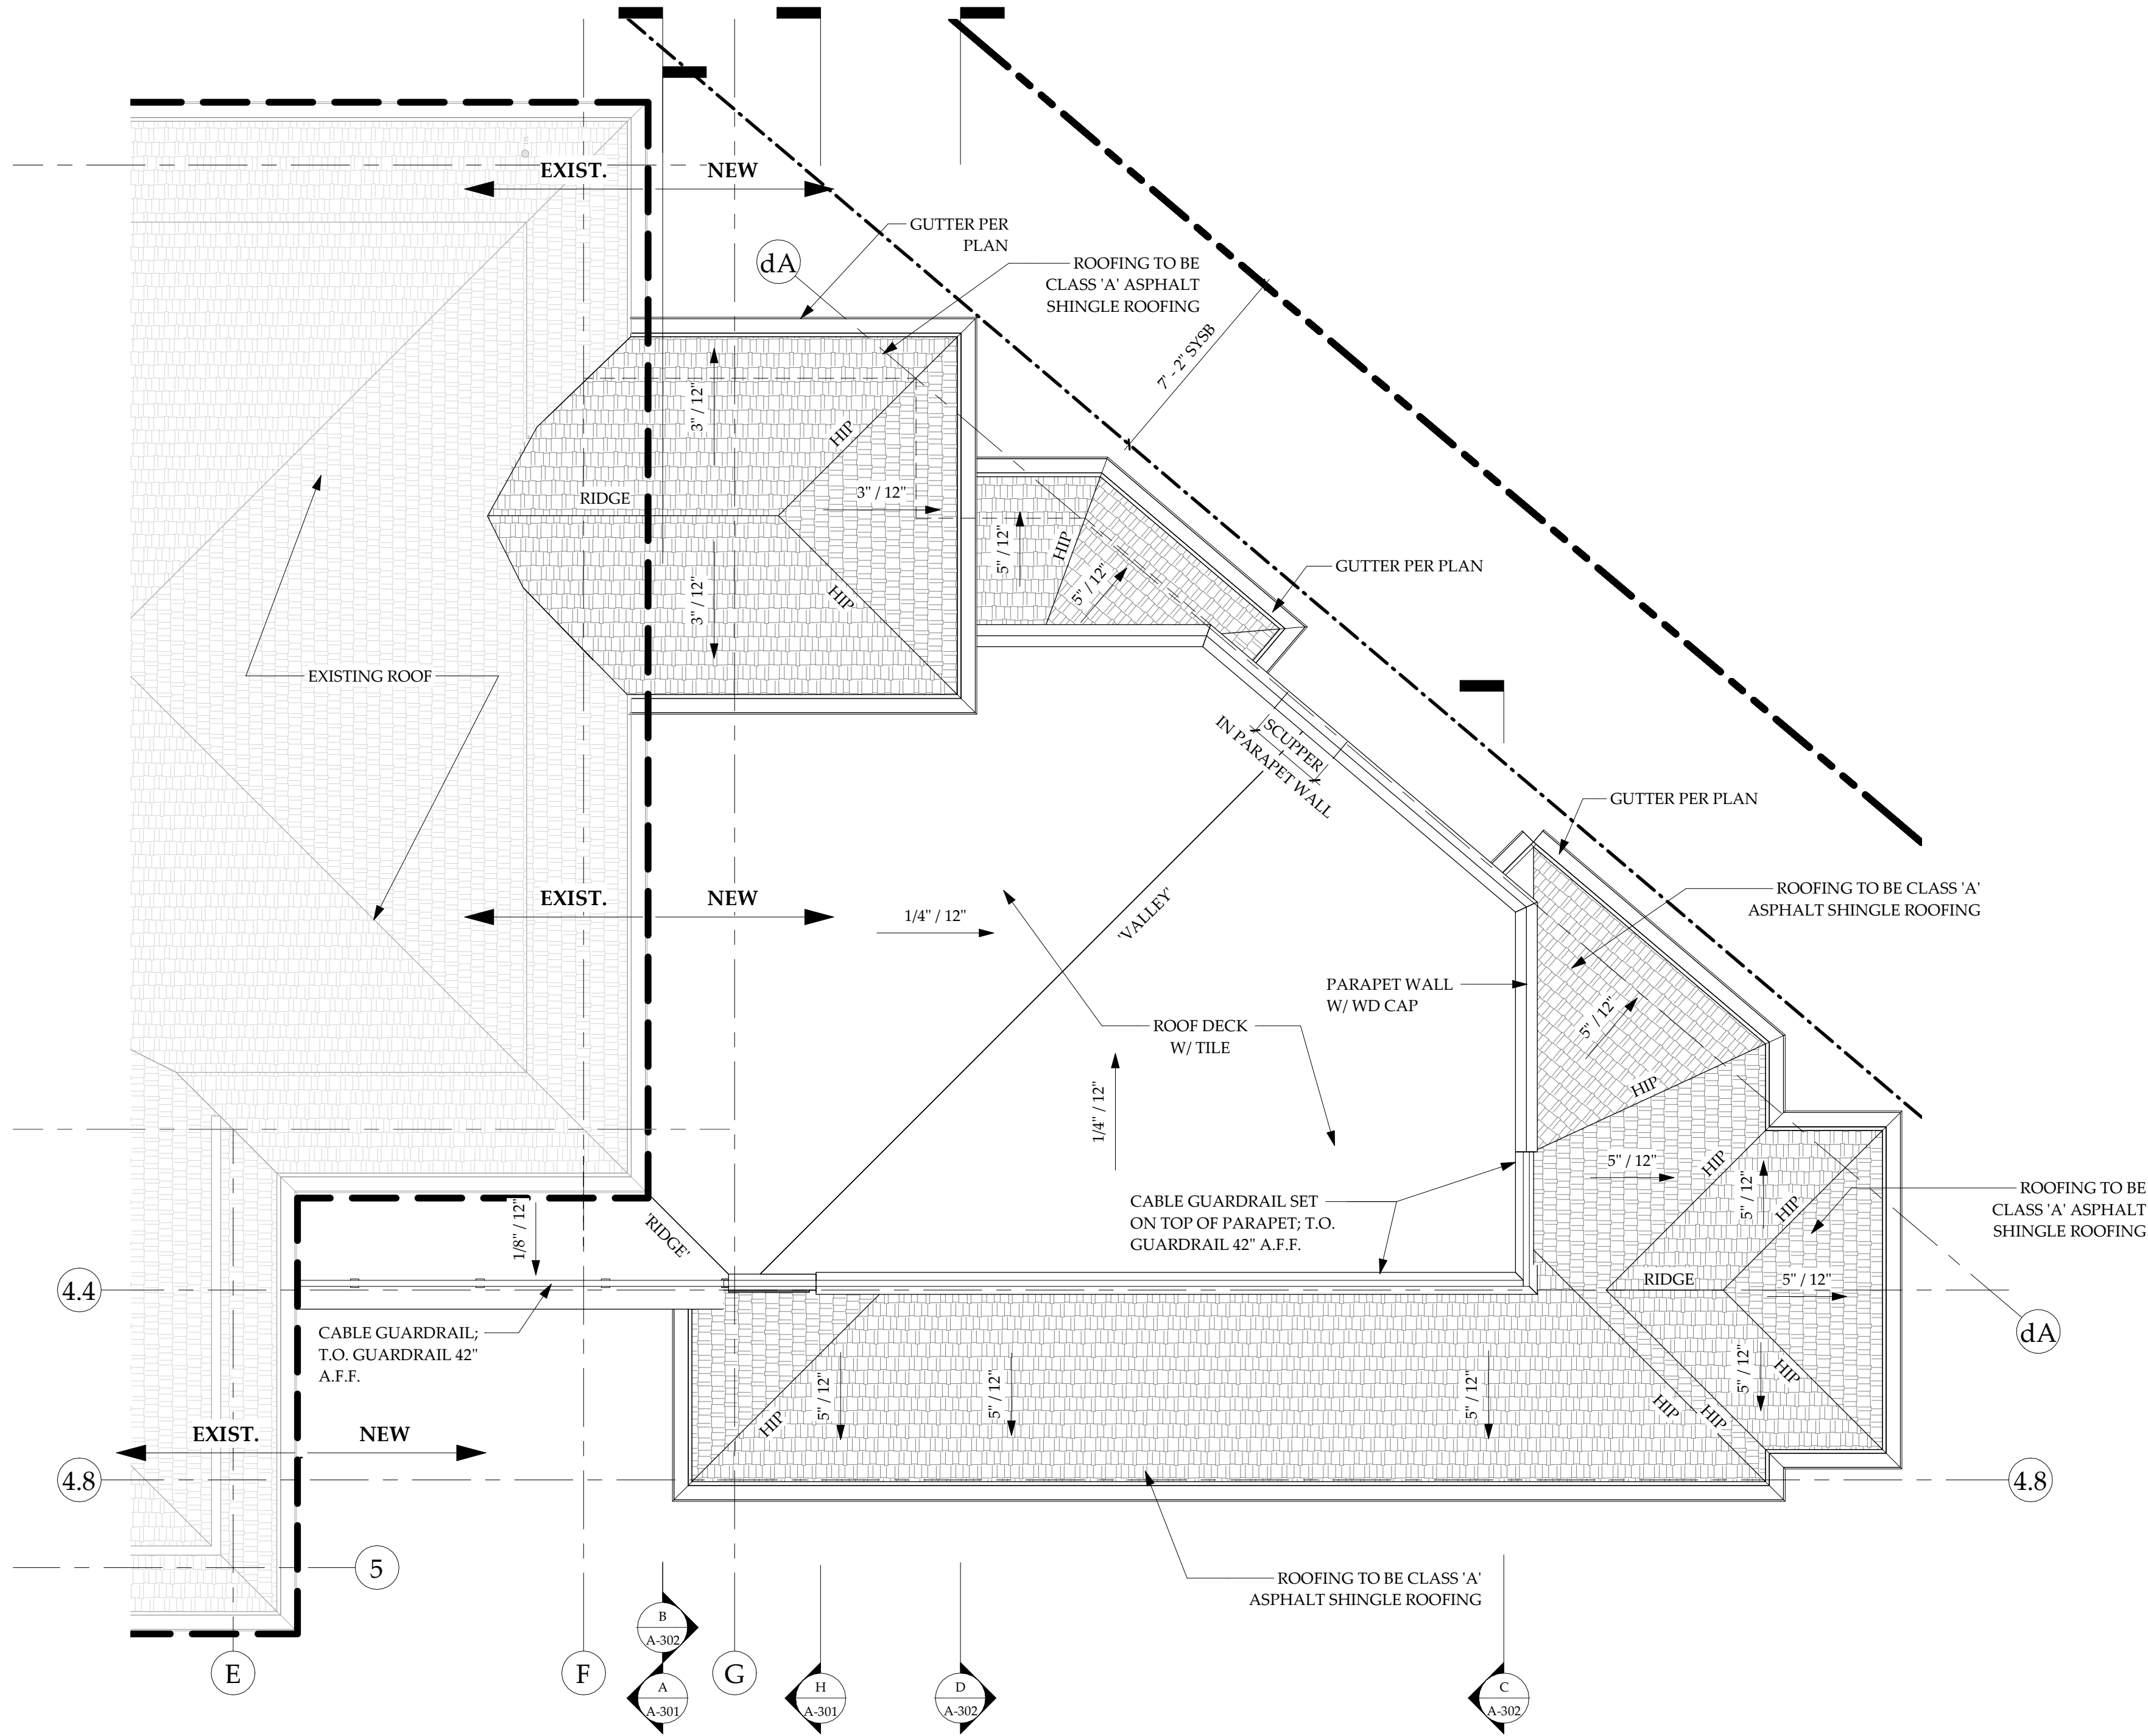 EXIST.
NEW
GUTTER PER
PLAN
dA
ROOFING TO BE
CLASS 'A' ASPHALT
SHINGLE ROOFING
7' - 2" SYSB
3" / 12"
HIP
RIDGE
3" / 12"
3" / 12"
HIP
5" / 12"
HIP
5" / 12"
GUTTER PER PLAN
EXISTING ROOF
SCUPPER
IN PARAPET WALL
GUTTER PER PLAN
EXIST.
NEW
1/4" / 12"
'VALLEY'
ROOFING TO BE CLASS 'A'
ASPHALT SHINGLE ROOFING
PARAPET WALL
W/ WD CAP
ROOF DECK
W/ TILE
5" / 12"
1/4" / 12"
HIP
5" / 12"
HIP
5" / 12"
HIP
ROOFING TO BE
CLASS 'A' ASPHALT
SHINGLE ROOFING
CABLE GUARDRAIL SET
ON TOP OF PARAPET; T.O.
GUARDRAIL 42" A.F.F.
1/8" / 12"
'RIDGE'
4.4
RIDGE
5" / 12"
dA
CABLE GUARDRAIL;
T.O. GUARDRAIL 42"
A.F.F.
5" / 12"
5" / 12"
5" / 12"
5" / 12"
HIP
HIP
HIP
HIP
EXIST.
NEW
4.8
4.8
5
ROOFING TO BE CLASS 'A'
ASPHALT SHINGLE ROOFING
B
A-302
E
F
G
A
A-301
H
A-301
D
A-302
C
A-302